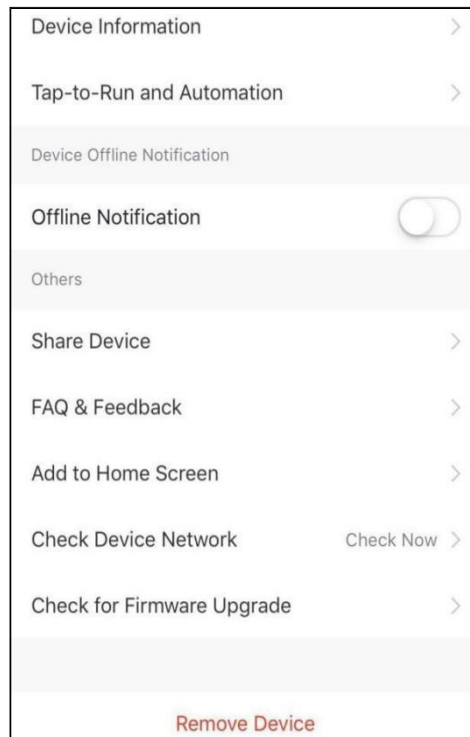 Device Information
Tap-to-Run and Automation
Device Offline Notification
Offline Notification
Others
Share Device
FAQ & Feedback
Add to Home Screen
Check Device Network Check Now
Check for Firmware Upgrade
Remove Device